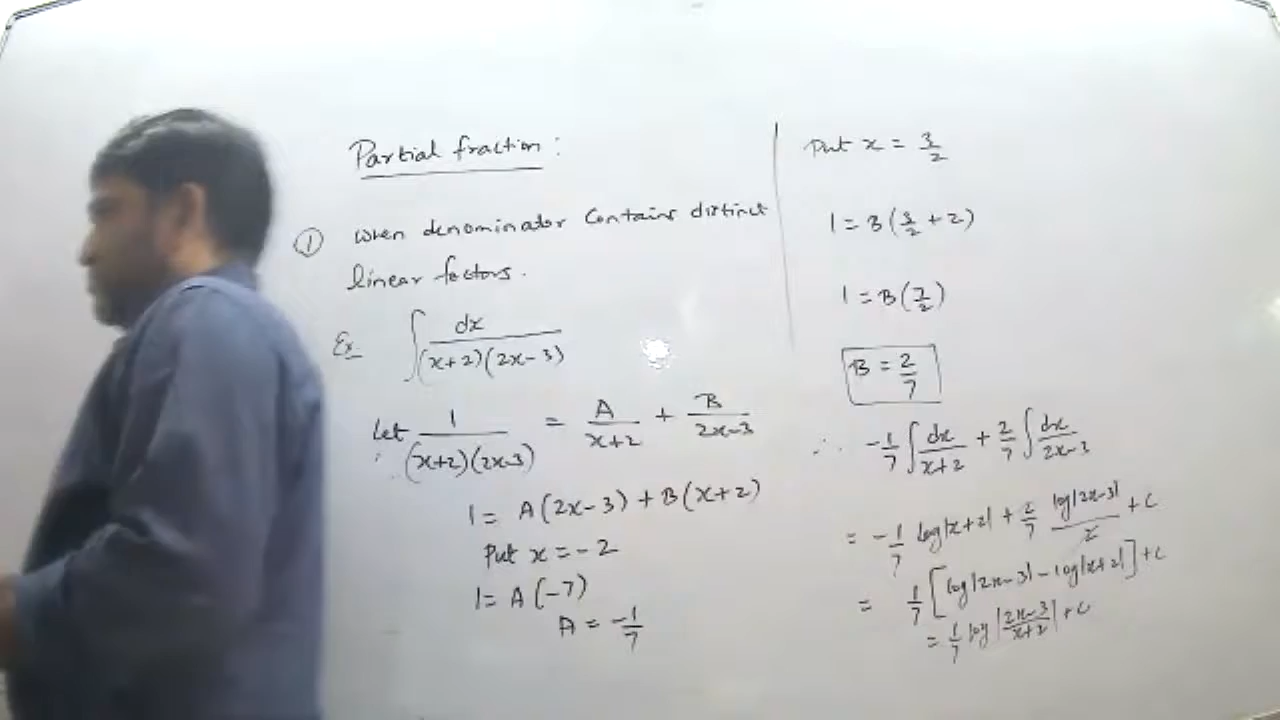 Partial fraction :
① when denominator contains distinct
linear factors.
Ex ∫ dx / (x+2)(2x-3)
Let 1 / (x+2)(2x-3) = A / x+2 + B / 2x-3
1 = A(2x-3) + B(x+2)
Put x = -2
1 = A(-7)
A = -1/7
Put x = 3/2
1 = B(3/2 + 2)
1 = B(7/2)
B = 2/7
∴ -1/7 ∫ dx / x+2 + 2/7 ∫ dx / 2x-3
= -1/7 log|x+2| + 2/7 log|2x-3| / 2 + c
= 1/7 [log|2x-3| - log|x+2|] + c
= 1/7 log|2x-3 / x+2| + c